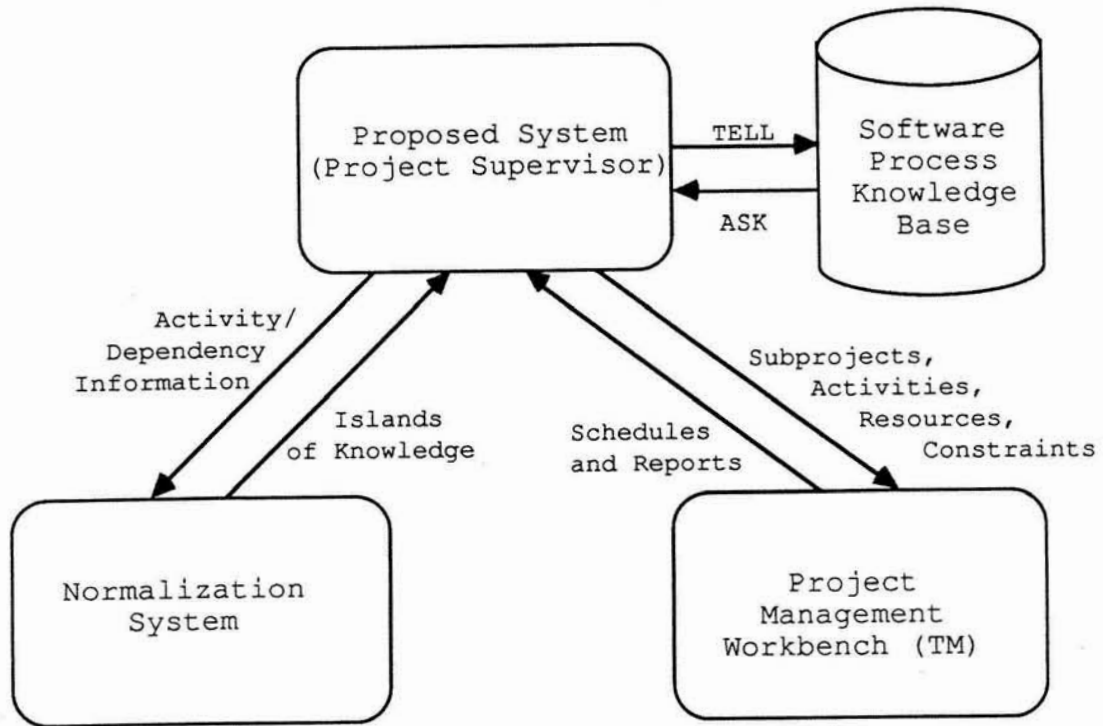 Proposed System
(Project Supervisor)
TELL
ASK
Software
Process
Knowledge
Base
Activity/
Dependency
Information
Islands
of Knowledge
Schedules
and Reports
Subprojects,
Activities,
Resources,
Constraints
Normalization
System
Project
Management
Workbench (TM)